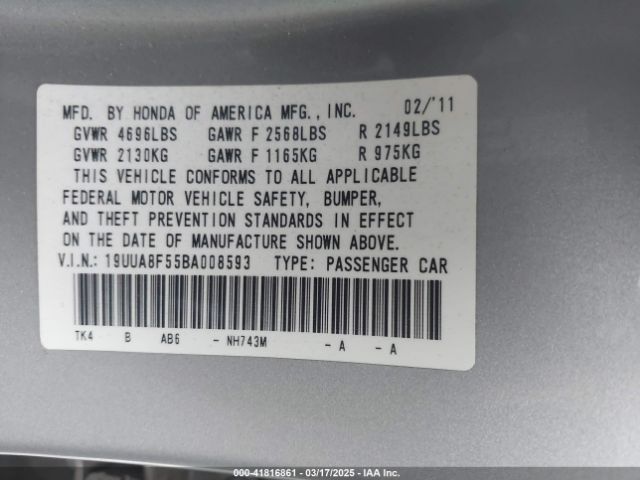 MFD. BY HONDA OF AMERICA MFG., INC. 02/'11
GVWR 4696LBS GAWR F 2568LBS R 2149LBS
GVWR 2130KG GAWR F 1165KG R 975KG
THIS VEHICLE CONFORMS TO ALL APPLICABLE
FEDERAL MOTOR VEHICLE SAFETY, BUMPER,
AND THEFT PREVENTION STANDARDS IN EFFECT
ON THE DATE OF MANUFACTURE SHOWN ABOVE.
V.I.N.: 19UUA8F55BA008593 TYPE: PASSENGER CAR
TK4 B AB6 - NH743M - A - A
000-41816861 — 03/17/2025 — IAA Inc.